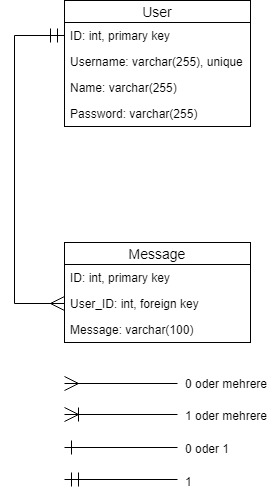 User
ID: int, primary key
Username: varchar(255), unique
Name: varchar(255)
Password: varchar(255)
Message
ID: int, primary key
User_ID: int, foreign key
Message: varchar(100)
0 oder mehrere
1 oder mehrere
0 oder 1
1